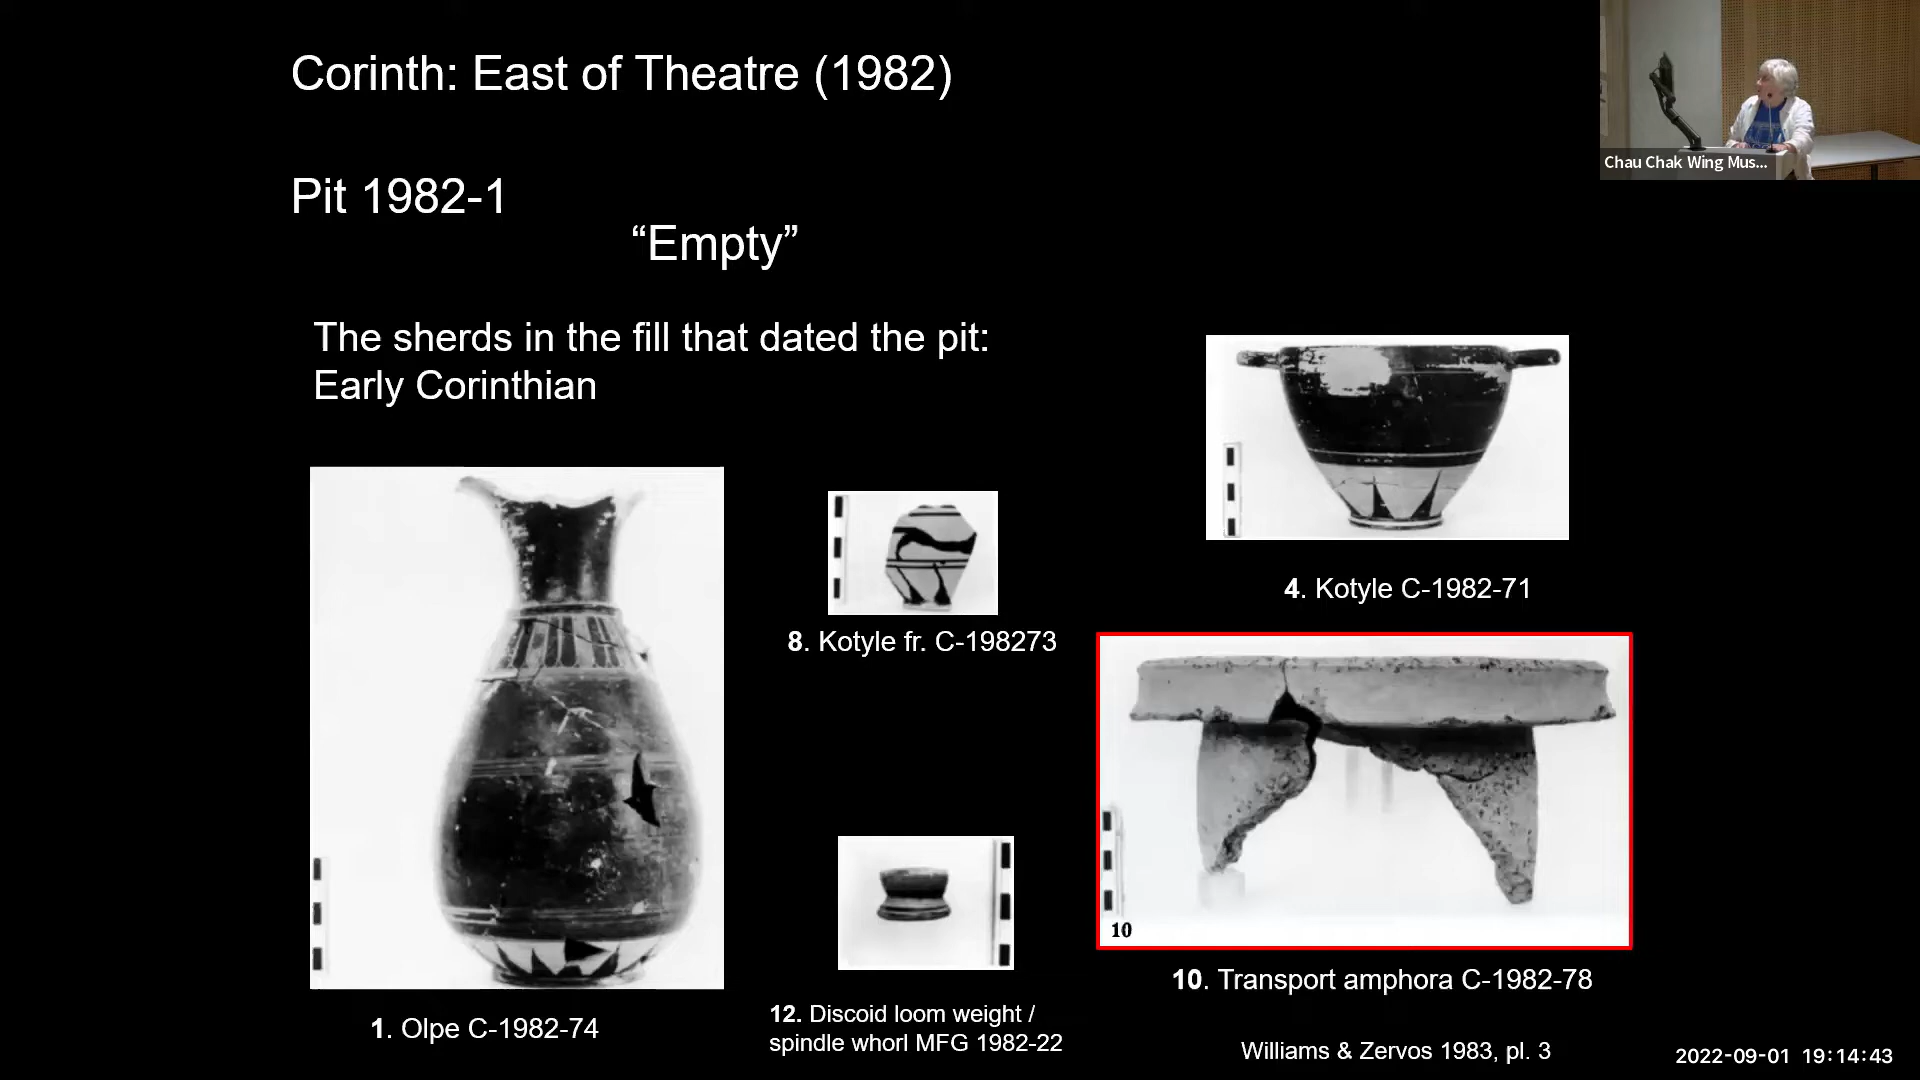 Corinth: East of Theatre (1982)
Pit 1982-1
“Empty”
The sherds in the fill that dated the pit:
Early Corinthian
Chau Chak Wing Mus...
4. Kotyle C-1982-71
8. Kotyle fr. C-198273
10
10. Transport amphora C-1982-78
1. Olpe C-1982-74
12. Discoid loom weight /
spindle whorl MFG 1982-22
Williams & Zervos 1983, pl. 3
2022-09-01 19:14:43